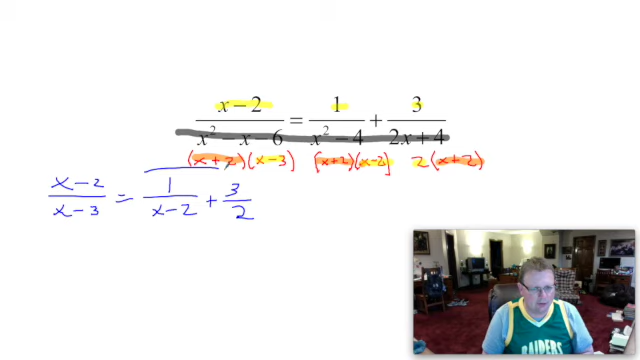 x − 2 / x² − x − 6 = 1 / x² − 4 + 3 / 2x + 4
(x+2)(x−3) (x+2)(x−2) 2(x+2)
x−2 / x−3 = 1 / x−2 + 3 / 2
RAIDERS